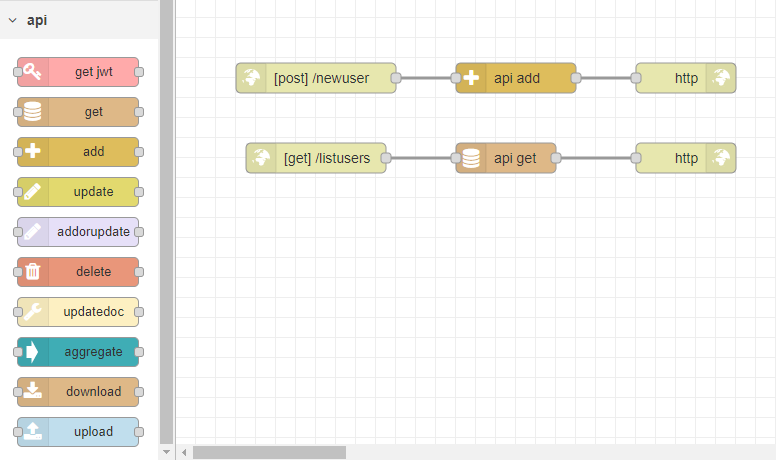 api
get jwt
get
add
update
addorupdate
delete
updatedoc
aggregate
download
upload
[post] /newuser
api add
http
[get] /listusers
api get
http